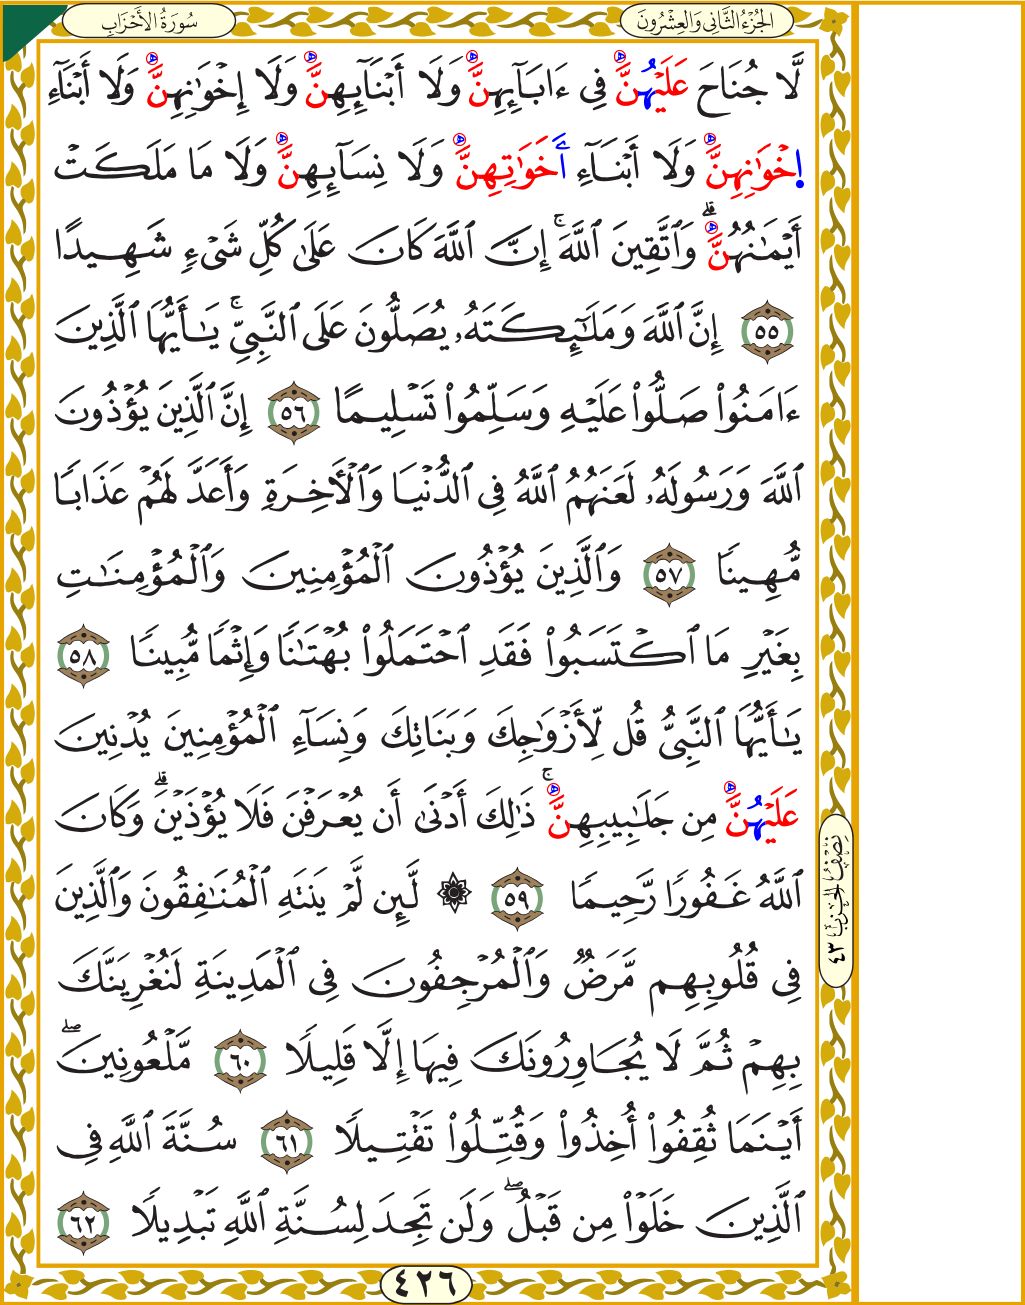 سُورَةُ الأَحْزَابِ
الجُزْءُ الثَّانِي وَالعِشْرُونَ
لَّا جُنَاحَ عَلَيْهُنَّ فِىٓ ءَابَآئِهِنَّ وَلَآ أَبْنَآئِهِنَّ وَلَآ إِخْوَٰنِهِنَّ وَلَآ أَبْنَآءِ
اِخْوَٰنِهِنَّ وَلَآ أَبْنَآءِ أَخَوَٰتِهِنَّ وَلَا نِسَآئِهِنَّ وَلَا مَا مَلَكَتْ
أَيْمَٰنُهُنَّ ۗ وَٱتَّقِينَ ٱللَّهَ ۚ إِنَّ ٱللَّهَ كَانَ عَلَىٰ كُلِّ شَىْءٍ شَهِيدًا
٥٥ إِنَّ ٱللَّهَ وَمَلَٰٓئِكَتَهُۥ يُصَلُّونَ عَلَى ٱلنَّبِىِّ ۚ يَٰٓأَيُّهَا ٱلَّذِينَ
ءَامَنُوا۟ صَلُّوا۟ عَلَيْهِ وَسَلِّمُوا۟ تَسْلِيمًا ٥٦ إِنَّ ٱلَّذِينَ يُؤْذُونَ
ٱللَّهَ وَرَسُولَهُۥ لَعَنَهُمُ ٱللَّهُ فِى ٱلدُّنْيَا وَٱلْءَاخِرَةِ وَأَعَدَّ لَهُمْ عَذَابًا
مُّهِينًا ٥٧ وَٱلَّذِينَ يُؤْذُونَ ٱلْمُؤْمِنِينَ وَٱلْمُؤْمِنَٰتِ
بِغَيْرِ مَا ٱكْتَسَبُوا۟ فَقَدِ ٱحْتَمَلُوا۟ بُهْتَٰنًا وَإِثْمًا مُّبِينًا ٥٨
يَٰٓأَيُّهَا ٱلنَّبِىُّ قُل لِّأَزْوَٰجِكَ وَبَنَاتِكَ وَنِسَآءِ ٱلْمُؤْمِنِينَ يُدْنِينَ
عَلَيْهُنَّ مِن جَلَٰبِيبِهِنَّ ۚ ذَٰلِكَ أَدْنَىٰٓ أَن يُعْرَفْنَ فَلَا يُؤْذَيْنَ ۗ وَكَانَ
ٱللَّهُ غَفُورًا رَّحِيمًا ٥٩ ۞ لَّئِن لَّمْ يَنتَهِ ٱلْمُنَٰفِقُونَ وَٱلَّذِينَ
فِى قُلُوبِهِم مَّرَضٌ وَٱلْمُرْجِفُونَ فِى ٱلْمَدِينَةِ لَنُغْرِيَنَّكَ
بِهِمْ ثُمَّ لَا يُجَاوِرُونَكَ فِيهَآ إِلَّا قَلِيلًا ٦٠ مَّلْعُونِينَ ۖ
أَيْنَمَا ثُقِفُوٓا۟ أُخِذُوا۟ وَقُتِّلُوا۟ تَقْتِيلًا ٦١ سُنَّةَ ٱللَّهِ فِى
ٱلَّذِينَ خَلَوْا۟ مِن قَبْلُ ۖ وَلَن تَجِدَ لِسُنَّةِ ٱللَّهِ تَبْدِيلًا ٦٢
نِصْفُ الحِزْبِ ٤٣
٤٢٦